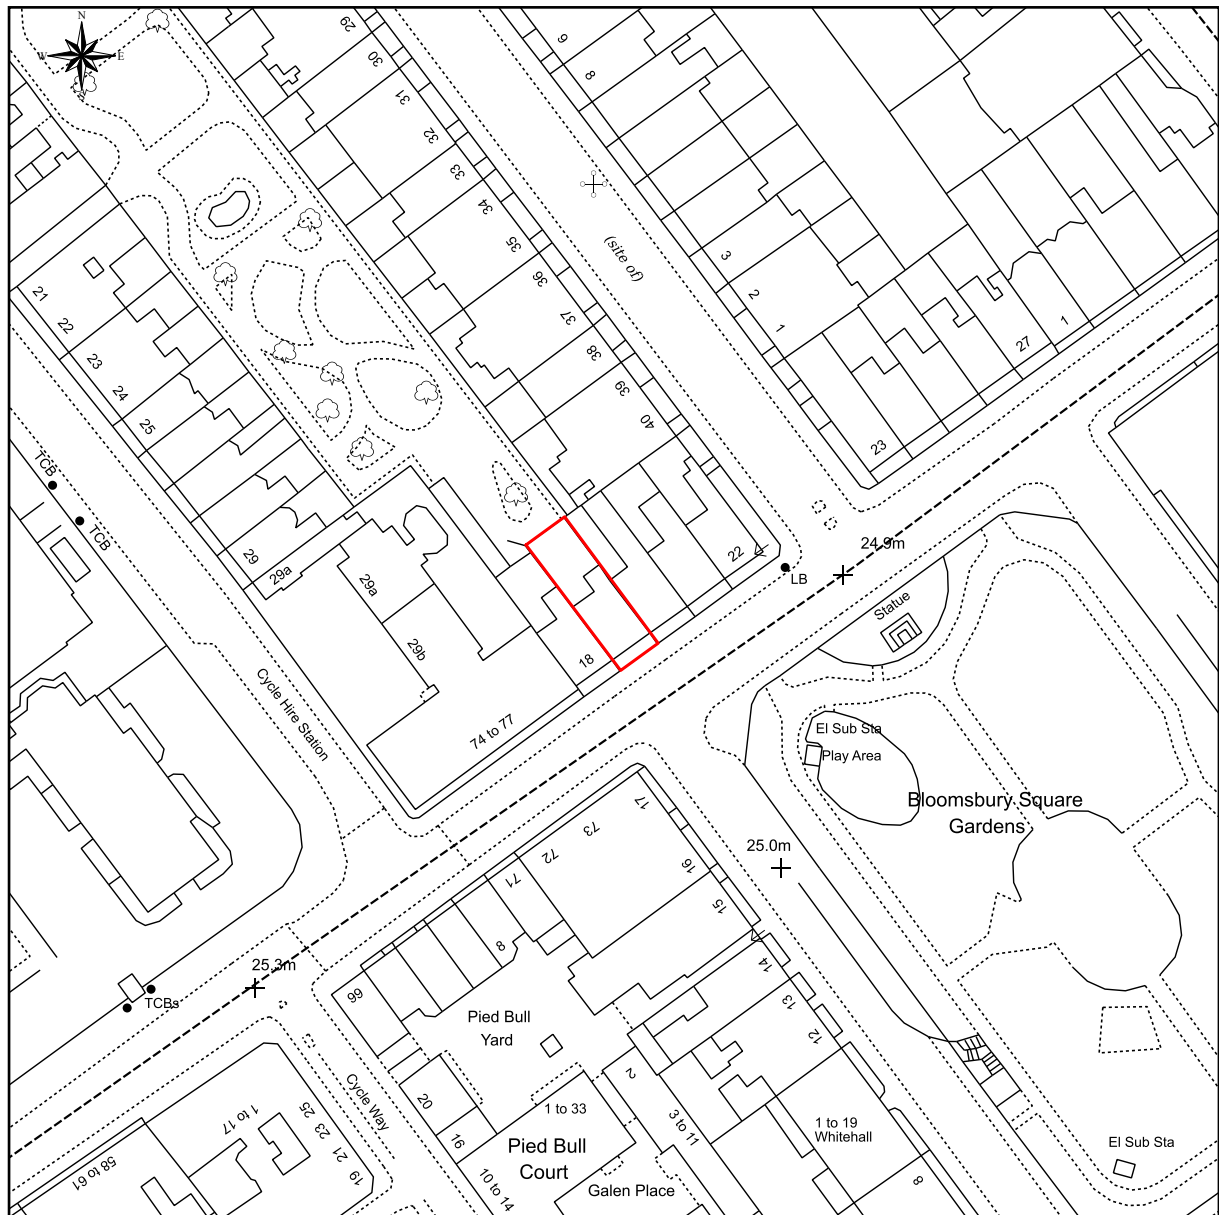 N
W
E
S
29
30
31
32
33
34
35
36
37
38
39
40
9
8
3
2
1
(site of)
27
1
23
21
22
23
24
25
29
29a
29a
29b
TCB
TCB
22
LB
24.9m
Statue
18
74 to 77
Cycle Hire Station
El Sub Sta
Play Area
Bloomsbury Square
Gardens
25.0m
17
73
72
71
16
15
14
13
12
8
66
25.3m
TCBs
Pied Bull
Yard
Cycle Way
20
16
10 to 14
1 to 33
Pied Bull
Court
Galen Place
2
3 to 11
1 to 19
Whitehall
8
El Sub Sta
1 to 17
25
23
21
19
58 to 61